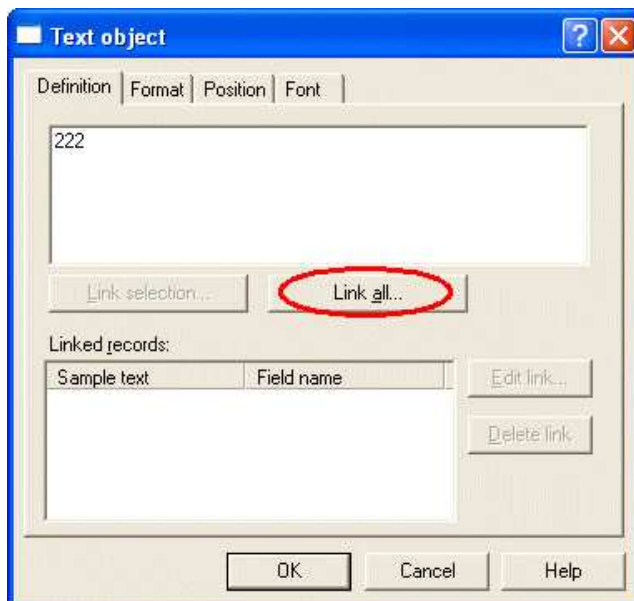 Text object
Definition Format Position Font
222
Link selection... Link all...
Linked records:
Sample text Field name
Edit link...
Delete link
OK Cancel Help